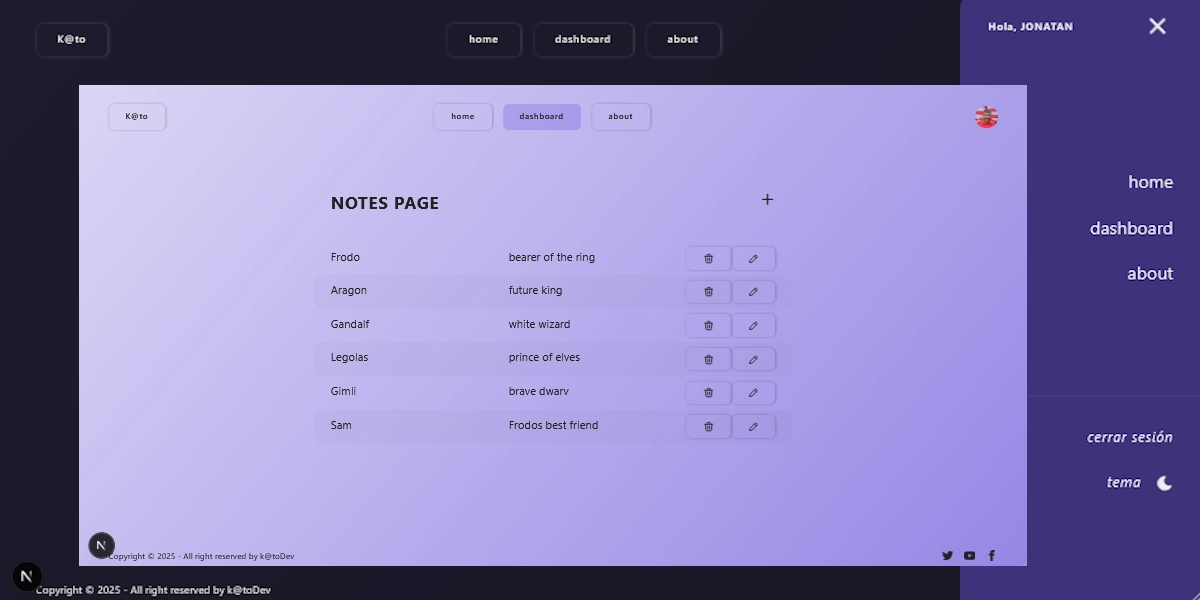 K@to
home dashboard about
Hola, JONATAN
K@to
home dashboard about
NOTES PAGE
Frodo bearer of the ring
Aragon future king
Gandalf white wizard
Legolas prince of elves
Gimli brave dwarv
Sam Frodos best friend
N
Copyright © 2025 - All right reserved by k@toDev
home
dashboard
about
cerrar sesión
tema
N
Copyright © 2025 - All right reserved by k@toDev